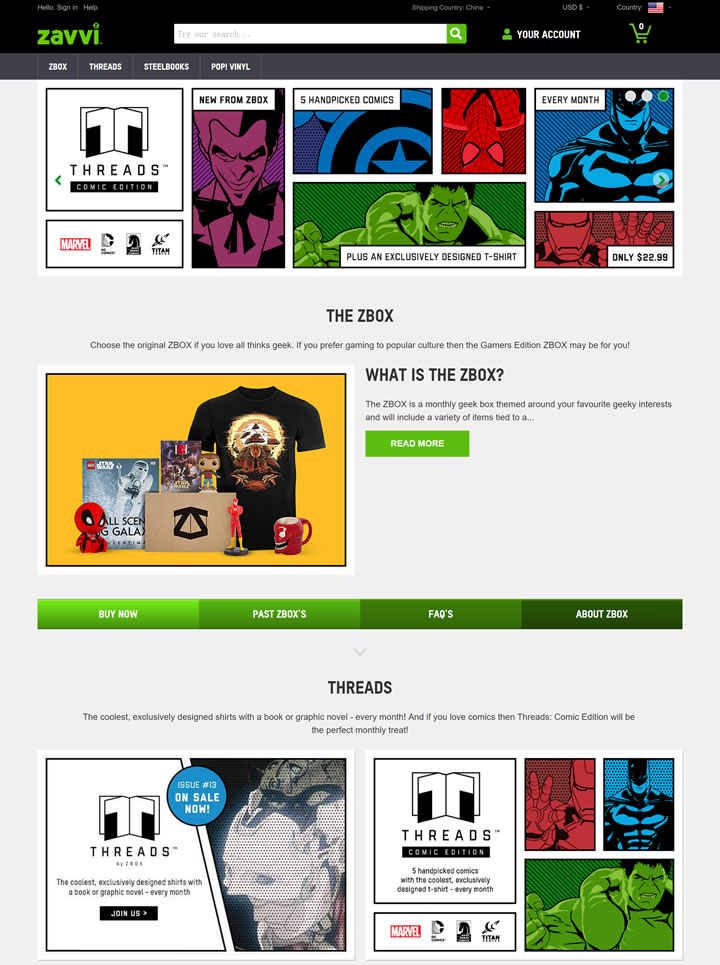 Hello. Sign in Help
Shipping Country: China
USD $
Country:
zavvi
Try our search...
YOUR ACCOUNT
0
ZBOX
THREADS
STEELBOOKS
POP! VINYL
THREADS™
COMIC EDITION
MARVEL
DC
COMICS
TITAN
NEW FROM ZBOX
5 HANDPICKED COMICS
PLUS AN EXCLUSIVELY DESIGNED T-SHIRT
EVERY MONTH
ONLY $22.99
THE ZBOX
Choose the original ZBOX if you love all thinks geek. If you prefer gaming to popular culture then the Gamers Edition ZBOX may be for you!
LEGO STAR WARS
STAR WARS
WHAT IS THE ZBOX?
The ZBOX is a monthly geek box themed around your favourite geeky interests
and will include a variety of items tied to a...
READ MORE
BUY NOW
PAST ZBOX'S
FAQ'S
ABOUT ZBOX
THREADS
The coolest, exclusively designed shirts with a book or graphic novel - every month! And if you love comics then Threads: Comic Edition will be
the perfect monthly treat!
THREADS™
by ZBOX
The coolest, exclusively designed shirts with
a book or graphic novel - every month
JOIN US >
ISSUE #13
ON SALE
NOW!
THREADS™
COMIC EDITION
5 handpicked comics
with the coolest, exclusively
designed t-shirt - every month
MARVEL
DC
COMICS
TITAN